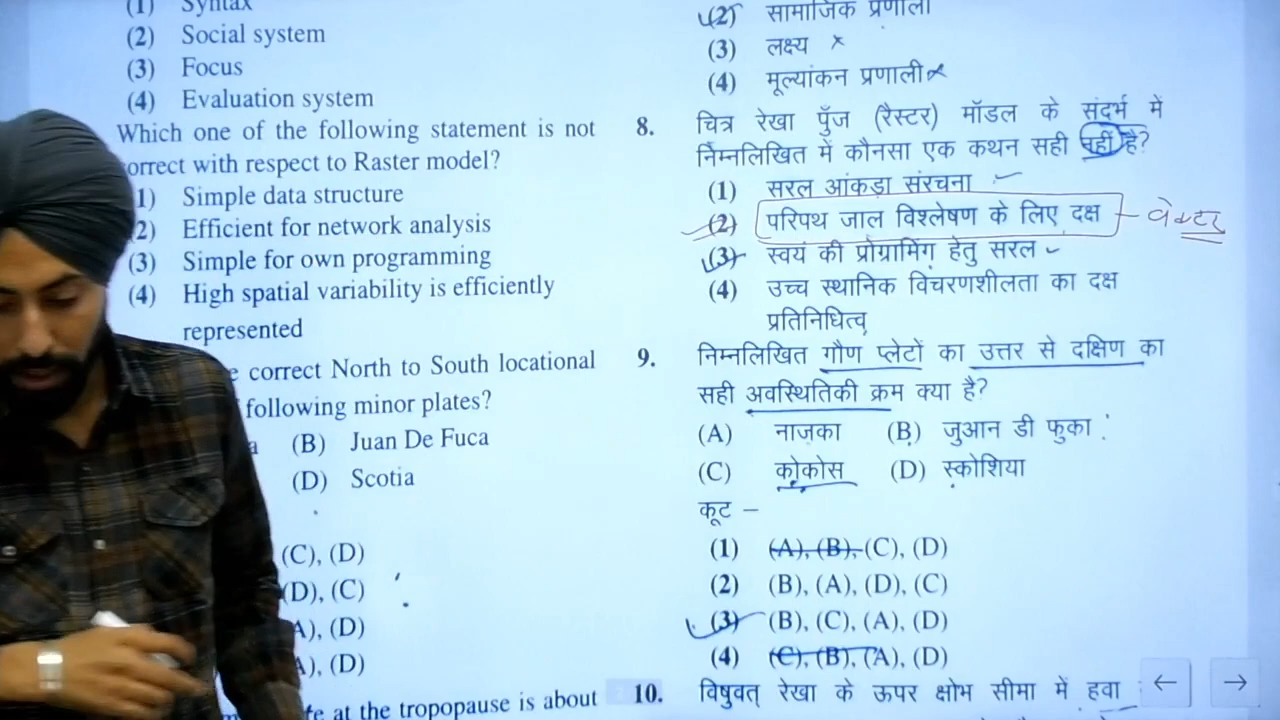 (1) Syntax
(2) Social system
(3) Focus
(4) Evaluation system
Which one of the following statement is not
orrect with respect to Raster model?
1) Simple data structure
2) Efficient for network analysis
(3) Simple for own programming
(4) High spatial variability is efficiently
represented
e correct North to South locational
following minor plates?
a (B) Juan De Fuca
(D) Scotia
(C), (D)
(D), (C)
A), (D)
A), (D)
fe at the tropopause is about
(2) सामाजिक प्रणाली
(3) लक्ष्य ×
(4) मूल्यांकन प्रणाली ×
8. चित्र रेखा पुँज (रैस्टर) मॉडल के संदर्भ में
निम्नलिखित में कौनसा एक कथन सही नहीं है?
(1) सरल आंकड़ा संरचना
(2) परिपथ जाल विश्लेषण के लिए दक्ष – वेक्टर
(3) स्वयं की प्रोग्रामिंग हेतु सरल
(4) उच्च स्थानिक विचरणशीलता का दक्ष
प्रतिनिधित्व
9. निम्नलिखित गौण प्लेटों का उत्तर से दक्षिण का
सही अवस्थितिकी क्रम क्या है?
(A) नाज़का (B) जुआन डी फुका
(C) कोकोस (D) स्कोशिया
कूट –
(1) (A), (B), (C), (D)
(2) (B), (A), (D), (C)
(3) (B), (C), (A), (D)
(4) (C), (B), (A), (D)
10. विषुवत् रेखा के ऊपर क्षोभ सीमा में हवा